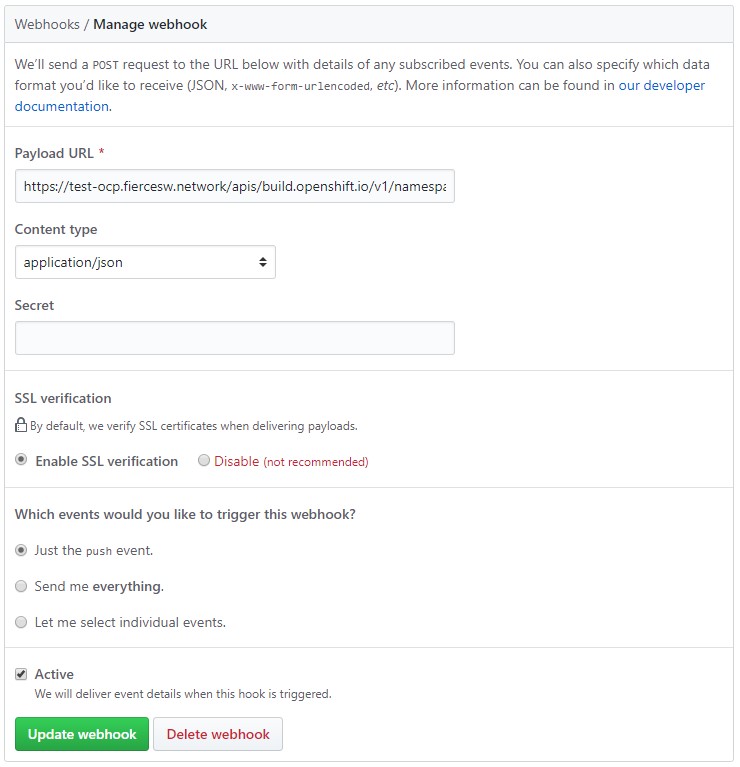 Webhooks / Manage webhook
We’ll send a POST request to the URL below with details of any subscribed events. You can also specify which data
format you’d like to receive (JSON, x-www-form-urlencoded, etc). More information can be found in our developer
documentation.
Payload URL *
https://test-ocp.fiercesw.network/apis/build.openshift.io/v1/namespa
Content type
application/json
Secret
SSL verification
By default, we verify SSL certificates when delivering payloads.
Enable SSL verification Disable (not recommended)
Which events would you like to trigger this webhook?
Just the push event.
Send me everything.
Let me select individual events.
Active
We will deliver event details when this hook is triggered.
Update webhook Delete webhook